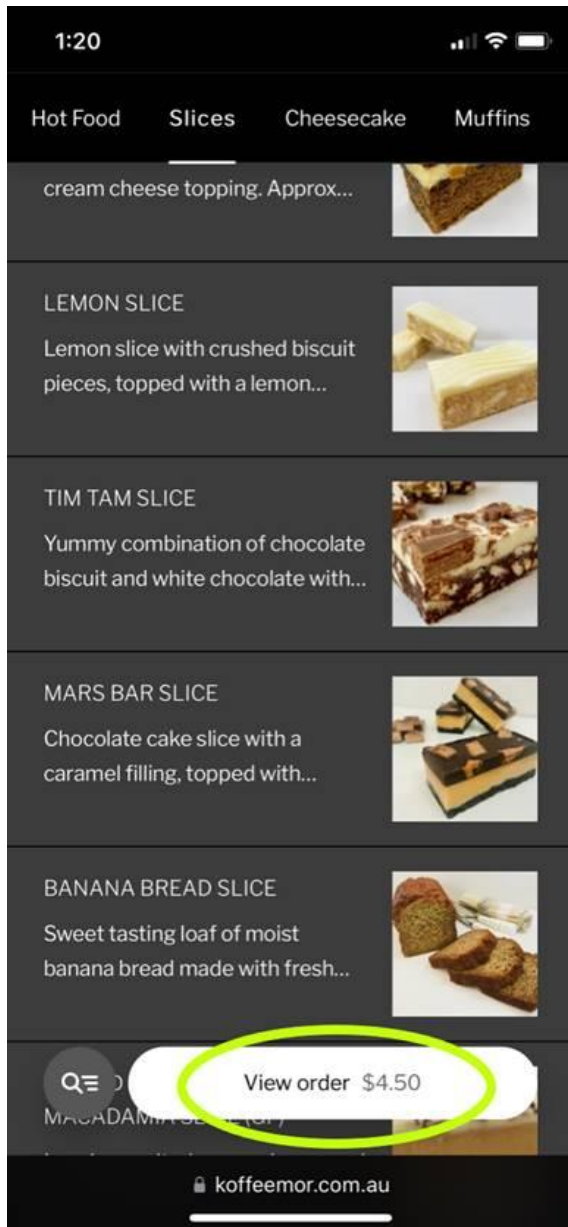 1:20
Hot Food Slices Cheesecake Muffins
cream cheese topping. Approx...
LEMON SLICE
Lemon slice with crushed biscuit
pieces, topped with a lemon...
TIM TAM SLICE
Yummy combination of chocolate
biscuit and white chocolate with...
MARS BAR SLICE
Chocolate cake slice with a
caramel filling, topped with...
BANANA BREAD SLICE
Sweet tasting loaf of moist
banana bread made with fresh...
View order $4.50
MACADAMIA SLICE (GF)
koffeemor.com.au